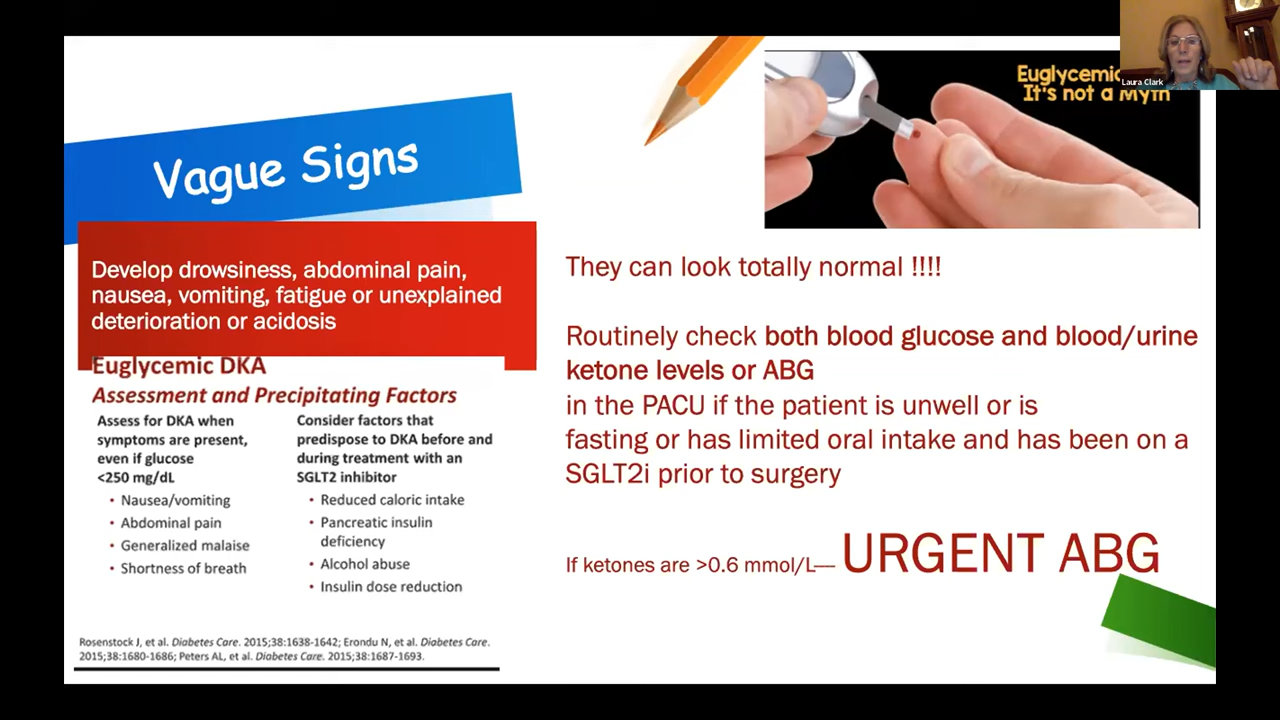 Vague Signs
Develop drowsiness, abdominal pain,
nausea, vomiting, fatigue or unexplained
deterioration or acidosis
Euglycemic DKA
Assessment and Precipitating Factors
Assess for DKA when
symptoms are present,
even if glucose
<250 mg/dL
• Nausea/vomiting
• Abdominal pain
• Generalized malaise
• Shortness of breath
Consider factors that
predispose to DKA before and
during treatment with an
SGLT2 inhibitor
• Reduced caloric intake
• Pancreatic insulin
deficiency
• Alcohol abuse
• Insulin dose reduction
Rosenstock J, et al. Diabetes Care. 2015;38:1638-1642; Erondu N, et al. Diabetes Care.
2015;38:1680-1686; Peters AL, et al. Diabetes Care. 2015;38:1687-1693.
Euglycemic
It's not a Myth
Laura Clark
They can look totally normal !!!!
Routinely check both blood glucose and blood/urine
ketone levels or ABG
in the PACU if the patient is unwell or is
fasting or has limited oral intake and has been on a
SGLT2i prior to surgery
If ketones are >0.6 mmol/L— URGENT ABG